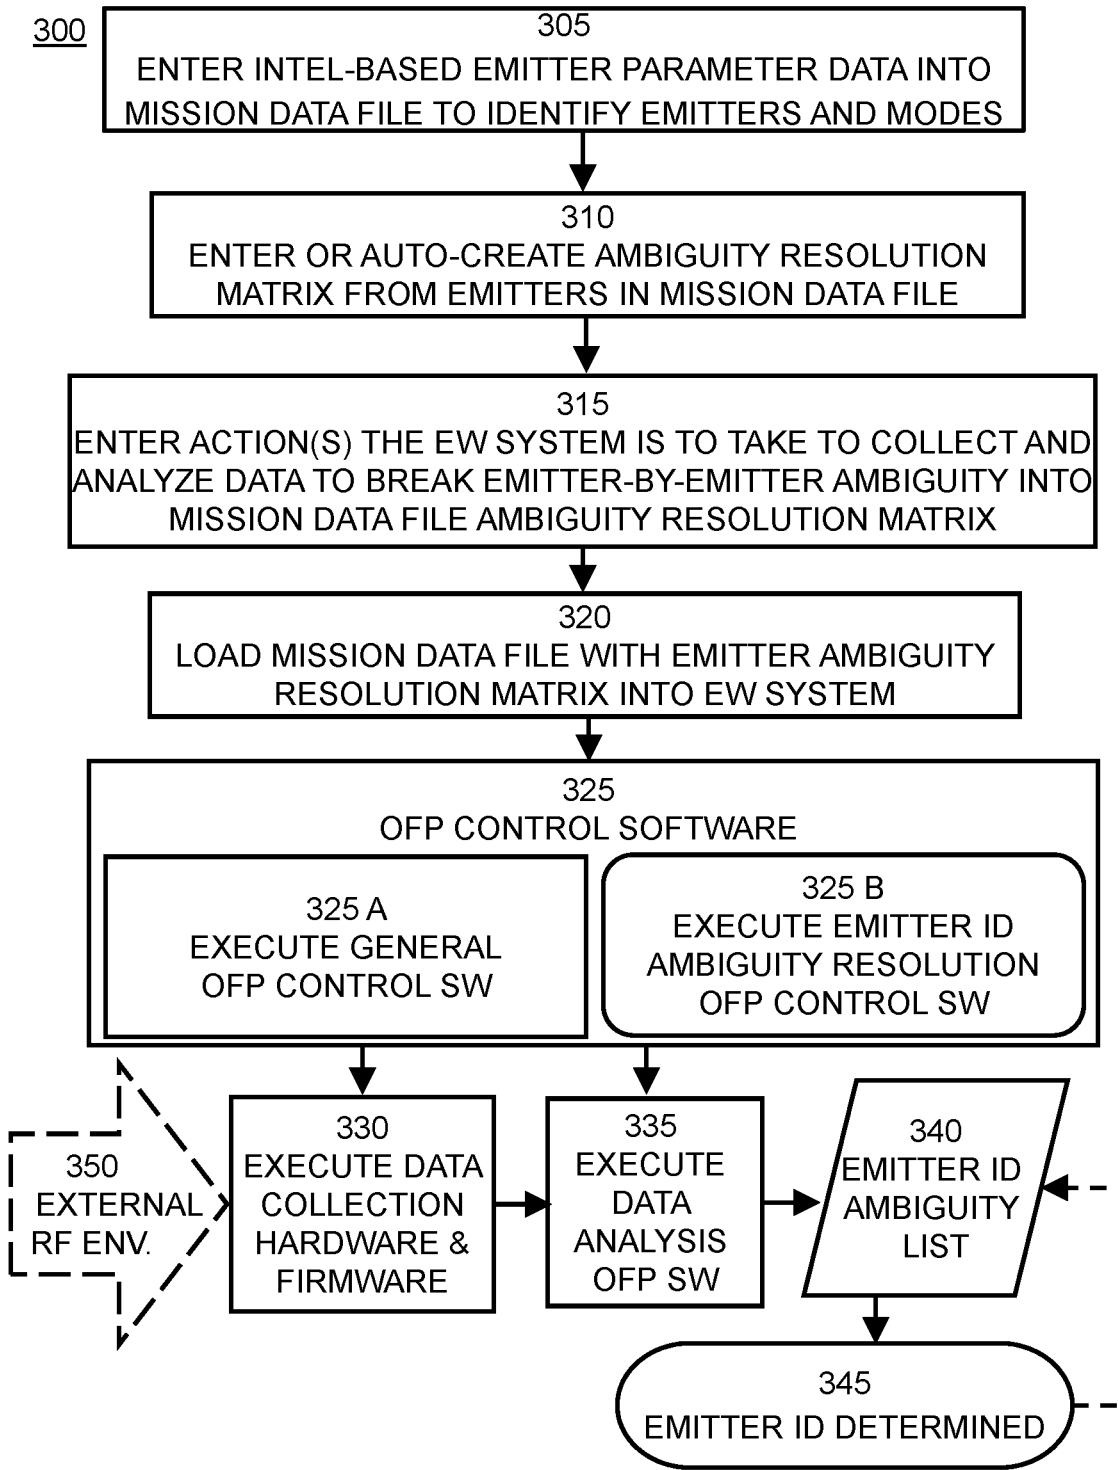 300
305
ENTER INTEL-BASED EMITTER PARAMETER DATA INTO
MISSION DATA FILE TO IDENTIFY EMITTERS AND MODES
310
ENTER OR AUTO-CREATE AMBIGUITY RESOLUTION
MATRIX FROM EMITTERS IN MISSION DATA FILE
315
ENTER ACTION(S) THE EW SYSTEM IS TO TAKE TO COLLECT AND
ANALYZE DATA TO BREAK EMITTER-BY-EMITTER AMBIGUITY INTO
MISSION DATA FILE AMBIGUITY RESOLUTION MATRIX
320
LOAD MISSION DATA FILE WITH EMITTER AMBIGUITY
RESOLUTION MATRIX INTO EW SYSTEM
325
OFP CONTROL SOFTWARE
325 A
EXECUTE GENERAL
OFP CONTROL SW
325 B
EXECUTE EMITTER ID
AMBIGUITY RESOLUTION
OFP CONTROL SW
350
EXTERNAL
RF ENV.
330
EXECUTE DATA
COLLECTION
HARDWARE &
FIRMWARE
335
EXECUTE
DATA
ANALYSIS
OFP SW
340
EMITTER ID
AMBIGUITY
LIST
345
EMITTER ID DETERMINED